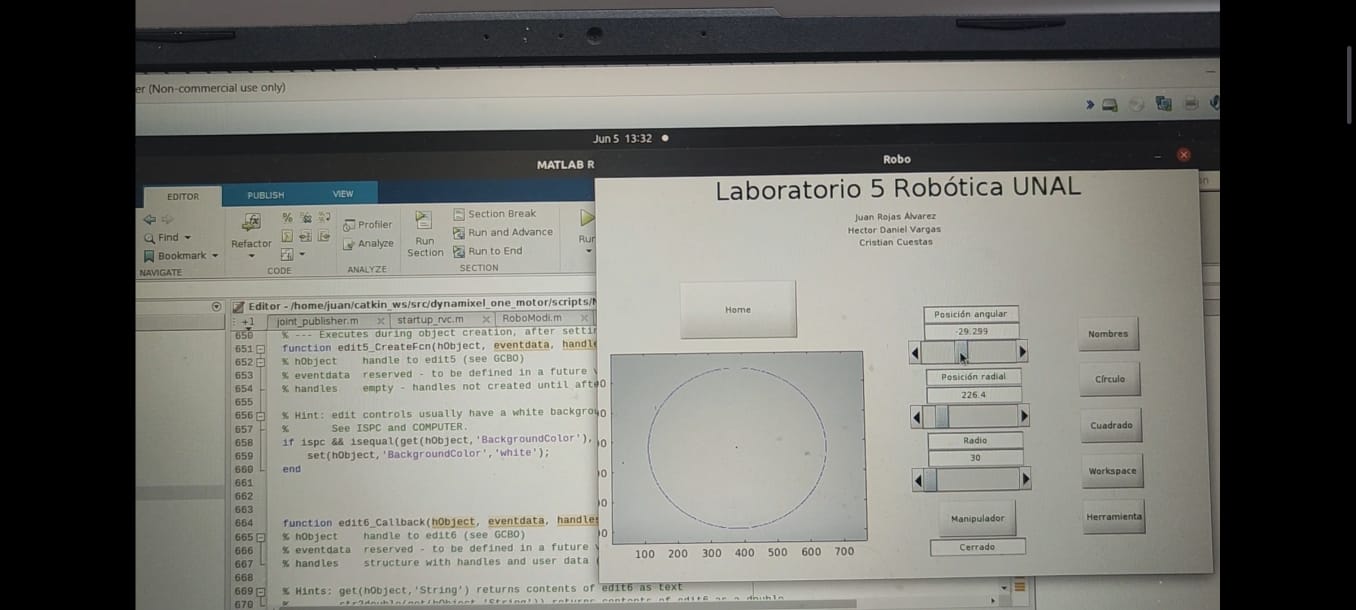 er (Non-commercial use only)
Jun 5 13:32
MATLAB R
Robo
EDITOR PUBLISH VIEW
Find
Bookmark
NAVIGATE
Refactor
CODE
Profiler
Analyze
ANALYZE
Run
Section
Section Break
Run and Advance
Run to End
SECTION
Run
Editor - /home/juan/catkin_ws/src/dynamixel_one_motor/scripts/
+1 joint_publisher.m startup_rvc.m RoboModi.m
650 % --- Executes during object creation, after setti
651 function edit5_CreateFcn(hObject, eventdata, handle
652 % hObject handle to edit5 (see GCBO)
653 % eventdata reserved - to be defined in a future
654 % handles empty - handles not created until aft
655
656 % Hint: edit controls usually have a white backgro
657 % See ISPC and COMPUTER.
658 if ispc && isequal(get(hObject,'BackgroundColor'),
659 set(hObject,'BackgroundColor','white');
660 end
661
662
663
664 function edit6_Callback(hObject, eventdata, handles
665 % hObject handle to edit6 (see GCBO)
666 % eventdata reserved - to be defined in a future
667 % handles structure with handles and user data (
668
669 % Hints: get(hObject,'String') returns contents of edit6 as text
670 %
Laboratorio 5 Robótica UNAL
Juan Rojas Álvarez
Hector Daniel Vargas
Cristian Cuestas
Home
100 200 300 400 500 600 700
Posición angular
-29.299
Posición radial
226.4
Radio
30
Manipulador
Cerrado
Nombres
Círculo
Cuadrado
Workspace
Herramienta